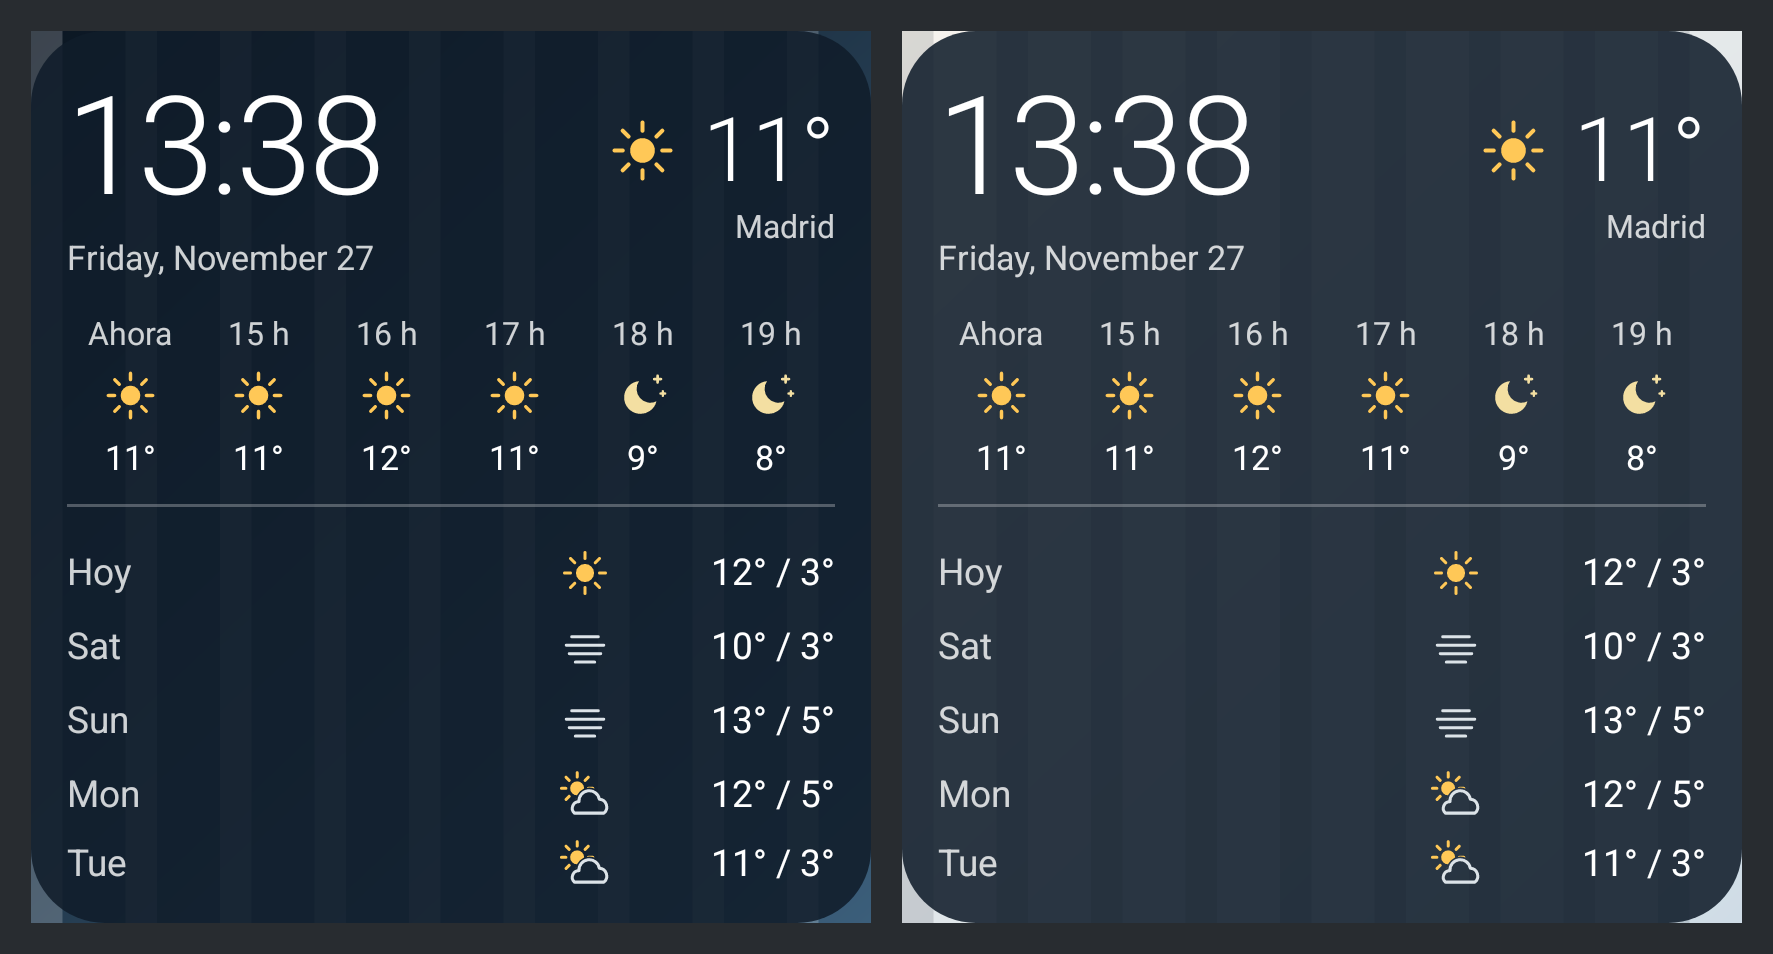 13:38
11°
Madrid
Friday, November 27
Ahora 15 h 16 h 17 h 18 h 19 h
11° 11° 12° 11° 9° 8°
Hoy 12° / 3°
Sat 10° / 3°
Sun 13° / 5°
Mon 12° / 5°
Tue 11° / 3°
13:38
11°
Madrid
Friday, November 27
Ahora 15 h 16 h 17 h 18 h 19 h
11° 11° 12° 11° 9° 8°
Hoy 12° / 3°
Sat 10° / 3°
Sun 13° / 5°
Mon 12° / 5°
Tue 11° / 3°